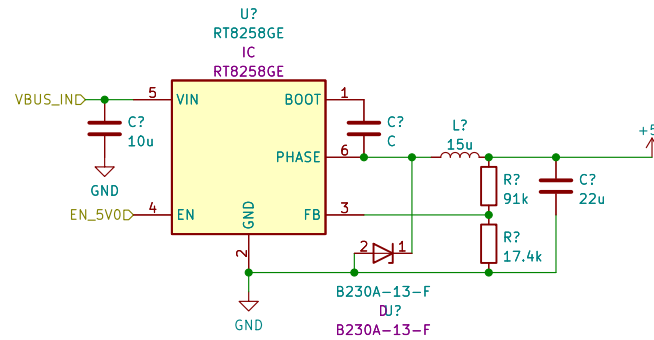 U?
RT8258GE
IC
RT8258GE
VBUS_IN
5
VIN
BOOT
1
C?
10u
C?
C
L?
15u
+5
PHASE
6
GND
R?
91k
C?
22u
EN_5V0
4
EN
GND
FB
3
2
R?
17.4k
2
1
B230A-13-F
GND
B230A-13-F